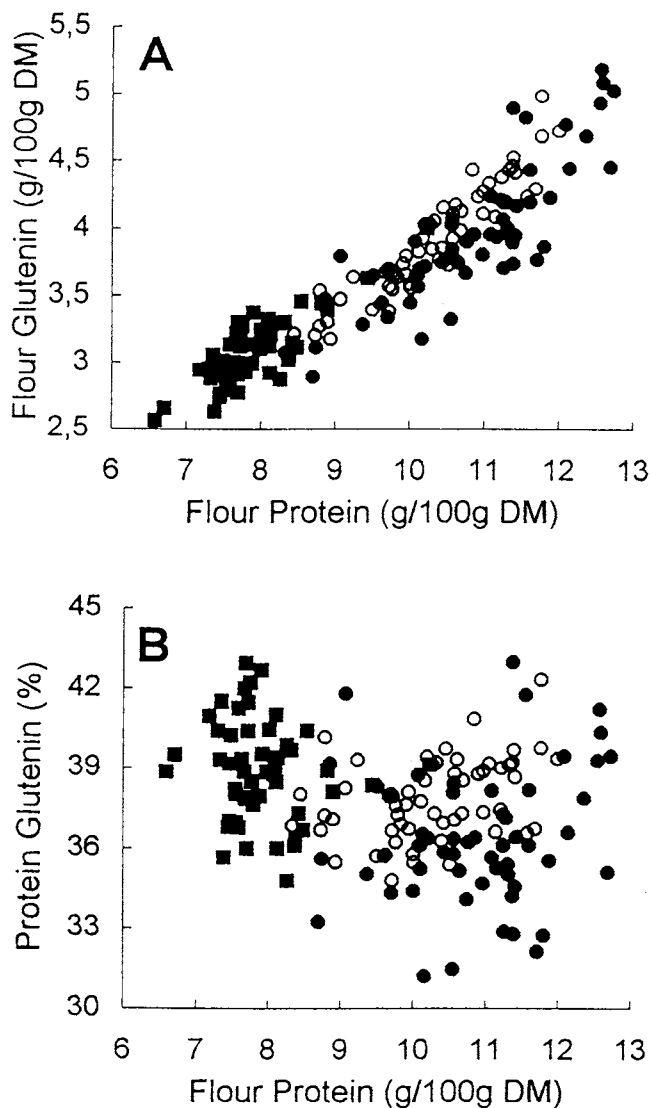 A
Flour Glutenin (g/100g DM)
5,5
5
4,5
4
3,5
3
2,5
6 7 8 9 10 11 12 13
Flour Protein (g/100g DM)
B
Protein Glutenin (%)
45
42
39
36
33
30
6 7 8 9 10 11 12 13
Flour Protein (g/100g DM)